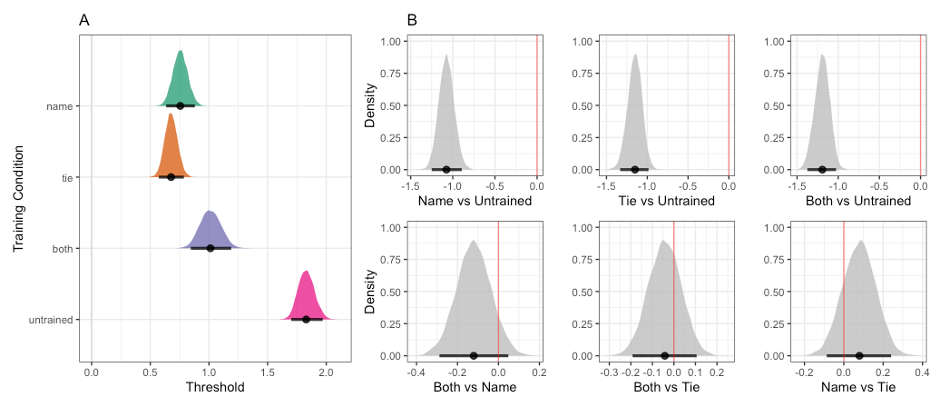 A
Training Condition
name
tie
both
untrained
0.0 0.5 1.0 1.5 2.0
Threshold
B
Density
1.00
0.75
0.50
0.25
0.00
-1.5 -1.0 -0.5 0.0
Name vs Untrained
1.00
0.75
0.50
0.25
0.00
-1.5 -1.0 -0.5 0.0
Tie vs Untrained
1.00
0.75
0.50
0.25
0.00
-1.5 -1.0 -0.5 0.0
Both vs Untrained
Density
1.00
0.75
0.50
0.25
0.00
-0.4 -0.2 0.0 0.2
Both vs Name
1.00
0.75
0.50
0.25
0.00
-0.3 -0.2 -0.1 0.0 0.1 0.2
Both vs Tie
1.00
0.75
0.50
0.25
0.00
-0.2 0.0 0.2 0.4
Name vs Tie